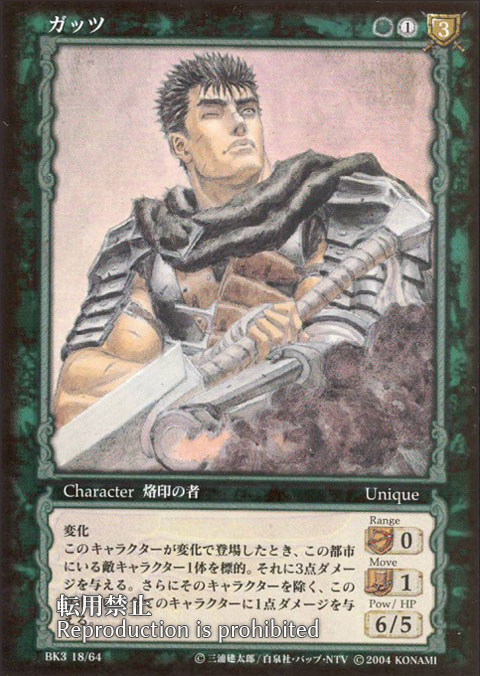 ガッツ
1
3
Character 烙印の者
Unique
変化
このキャラクターが変化で登場したとき、この都市
にいる敵キャラクター1体を標的。それに3点ダメー
ジを与える。さらにそのキャラクターを除く、この
のキャラクターに1点ダメージを与
る。
Range
0
Move
1
Pow/ HP
6/5
転用禁止
Reproduction is prohibited
BK3 18/64
©三浦建太郎/白泉社・バップ・NTV ©2004 KONAMI